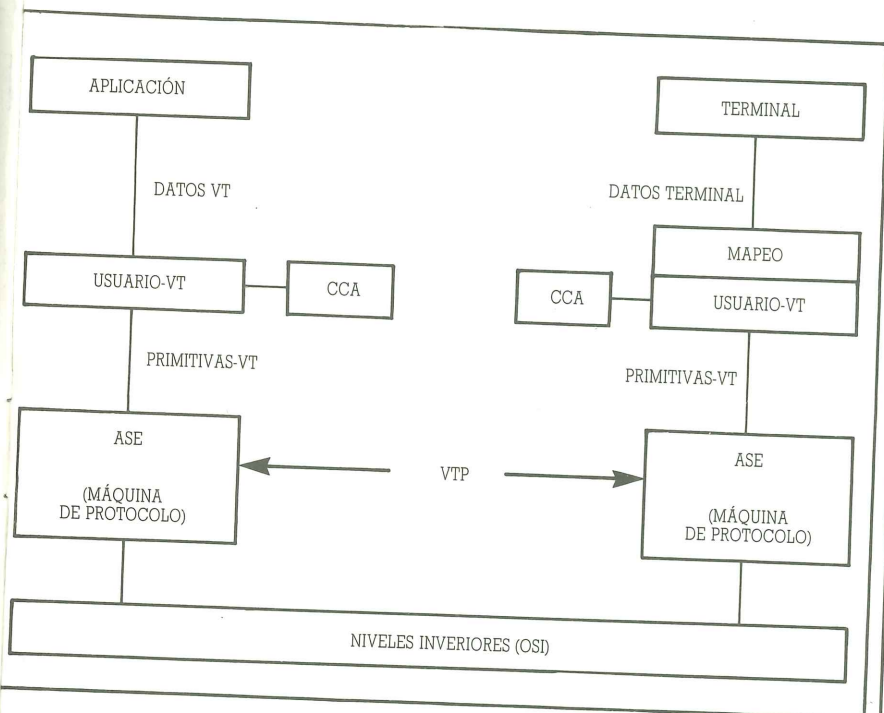 APLICACIÓN
TERMINAL
DATOS VT
DATOS TERMINAL
MAPEO
USUARIO-VT
CCA
CCA
USUARIO-VT
PRIMITIVAS-VT
PRIMITIVAS-VT
ASE
(MÁQUINA
DE PROTOCOLO)
VTP
ASE
(MÁQUINA
DE PROTOCOLO)
NIVELES INVERIORES (OSI)